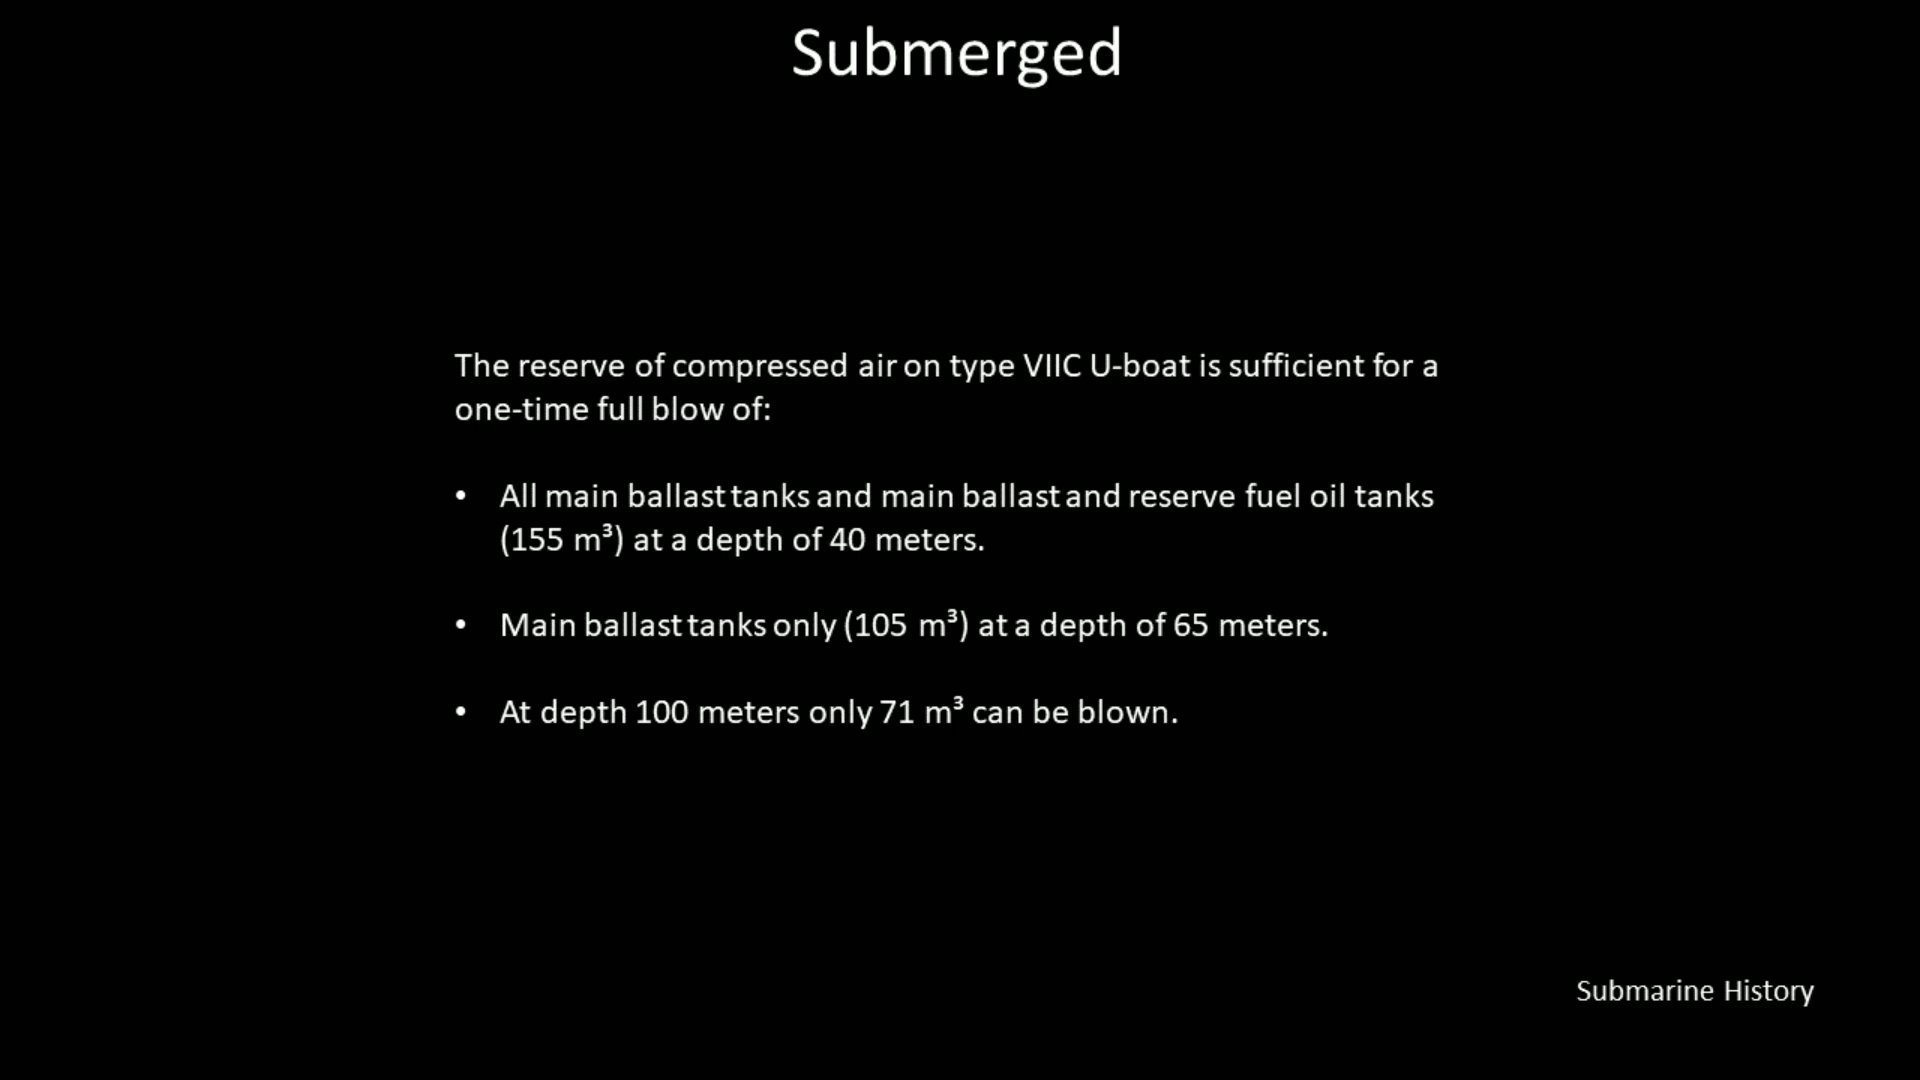 Submerged
The reserve of compressed air on type VIIC U-boat is sufficient for a
one-time full blow of:
• All main ballast tanks and main ballast and reserve fuel oil tanks
(155 m³) at a depth of 40 meters.
• Main ballast tanks only (105 m³) at a depth of 65 meters.
• At depth 100 meters only 71 m³ can be blown.
Submarine History